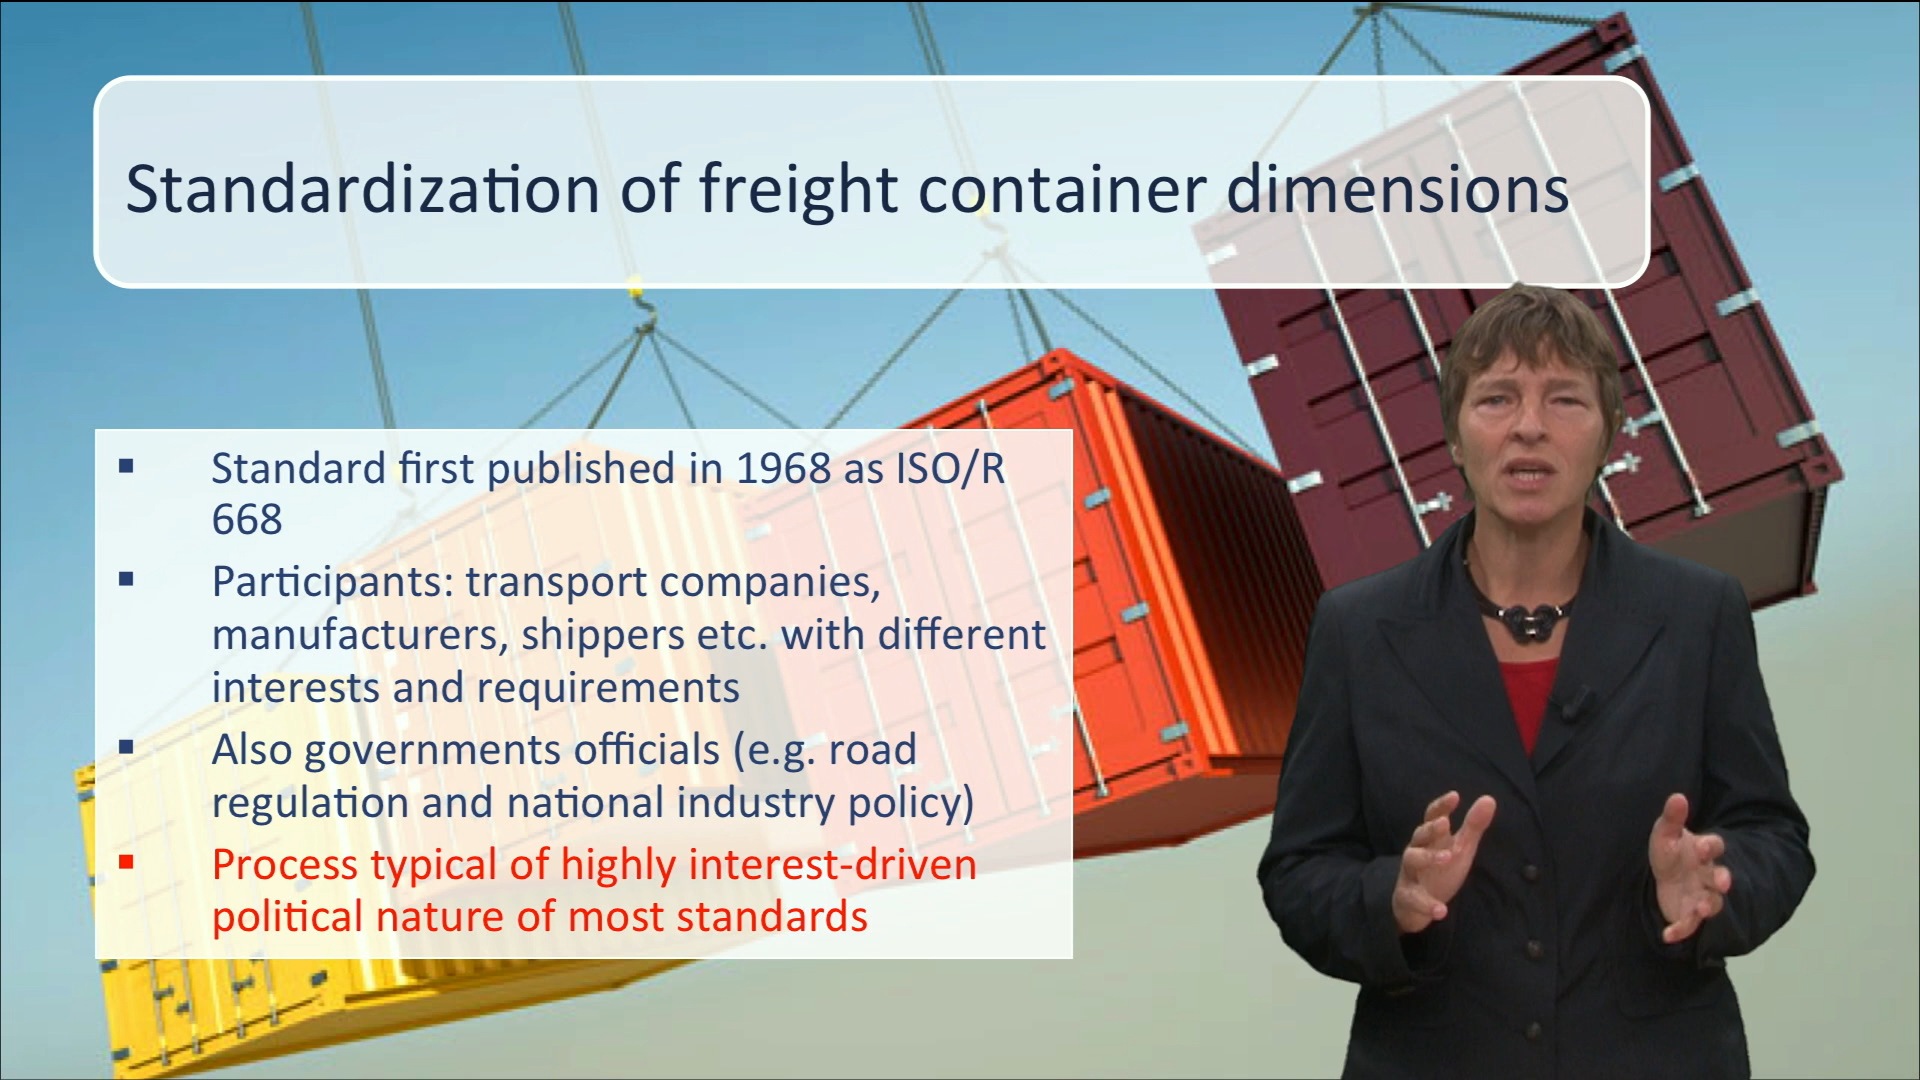 Standardization of freight container dimensions
▪ Standard first published in 1968 as ISO/R
668
▪ Participants: transport companies,
manufacturers, shippers etc. with different
interests and requirements
▪ Also governments officials (e.g. road
regulation and national industry policy)
▪ Process typical of highly interest-driven
political nature of most standards